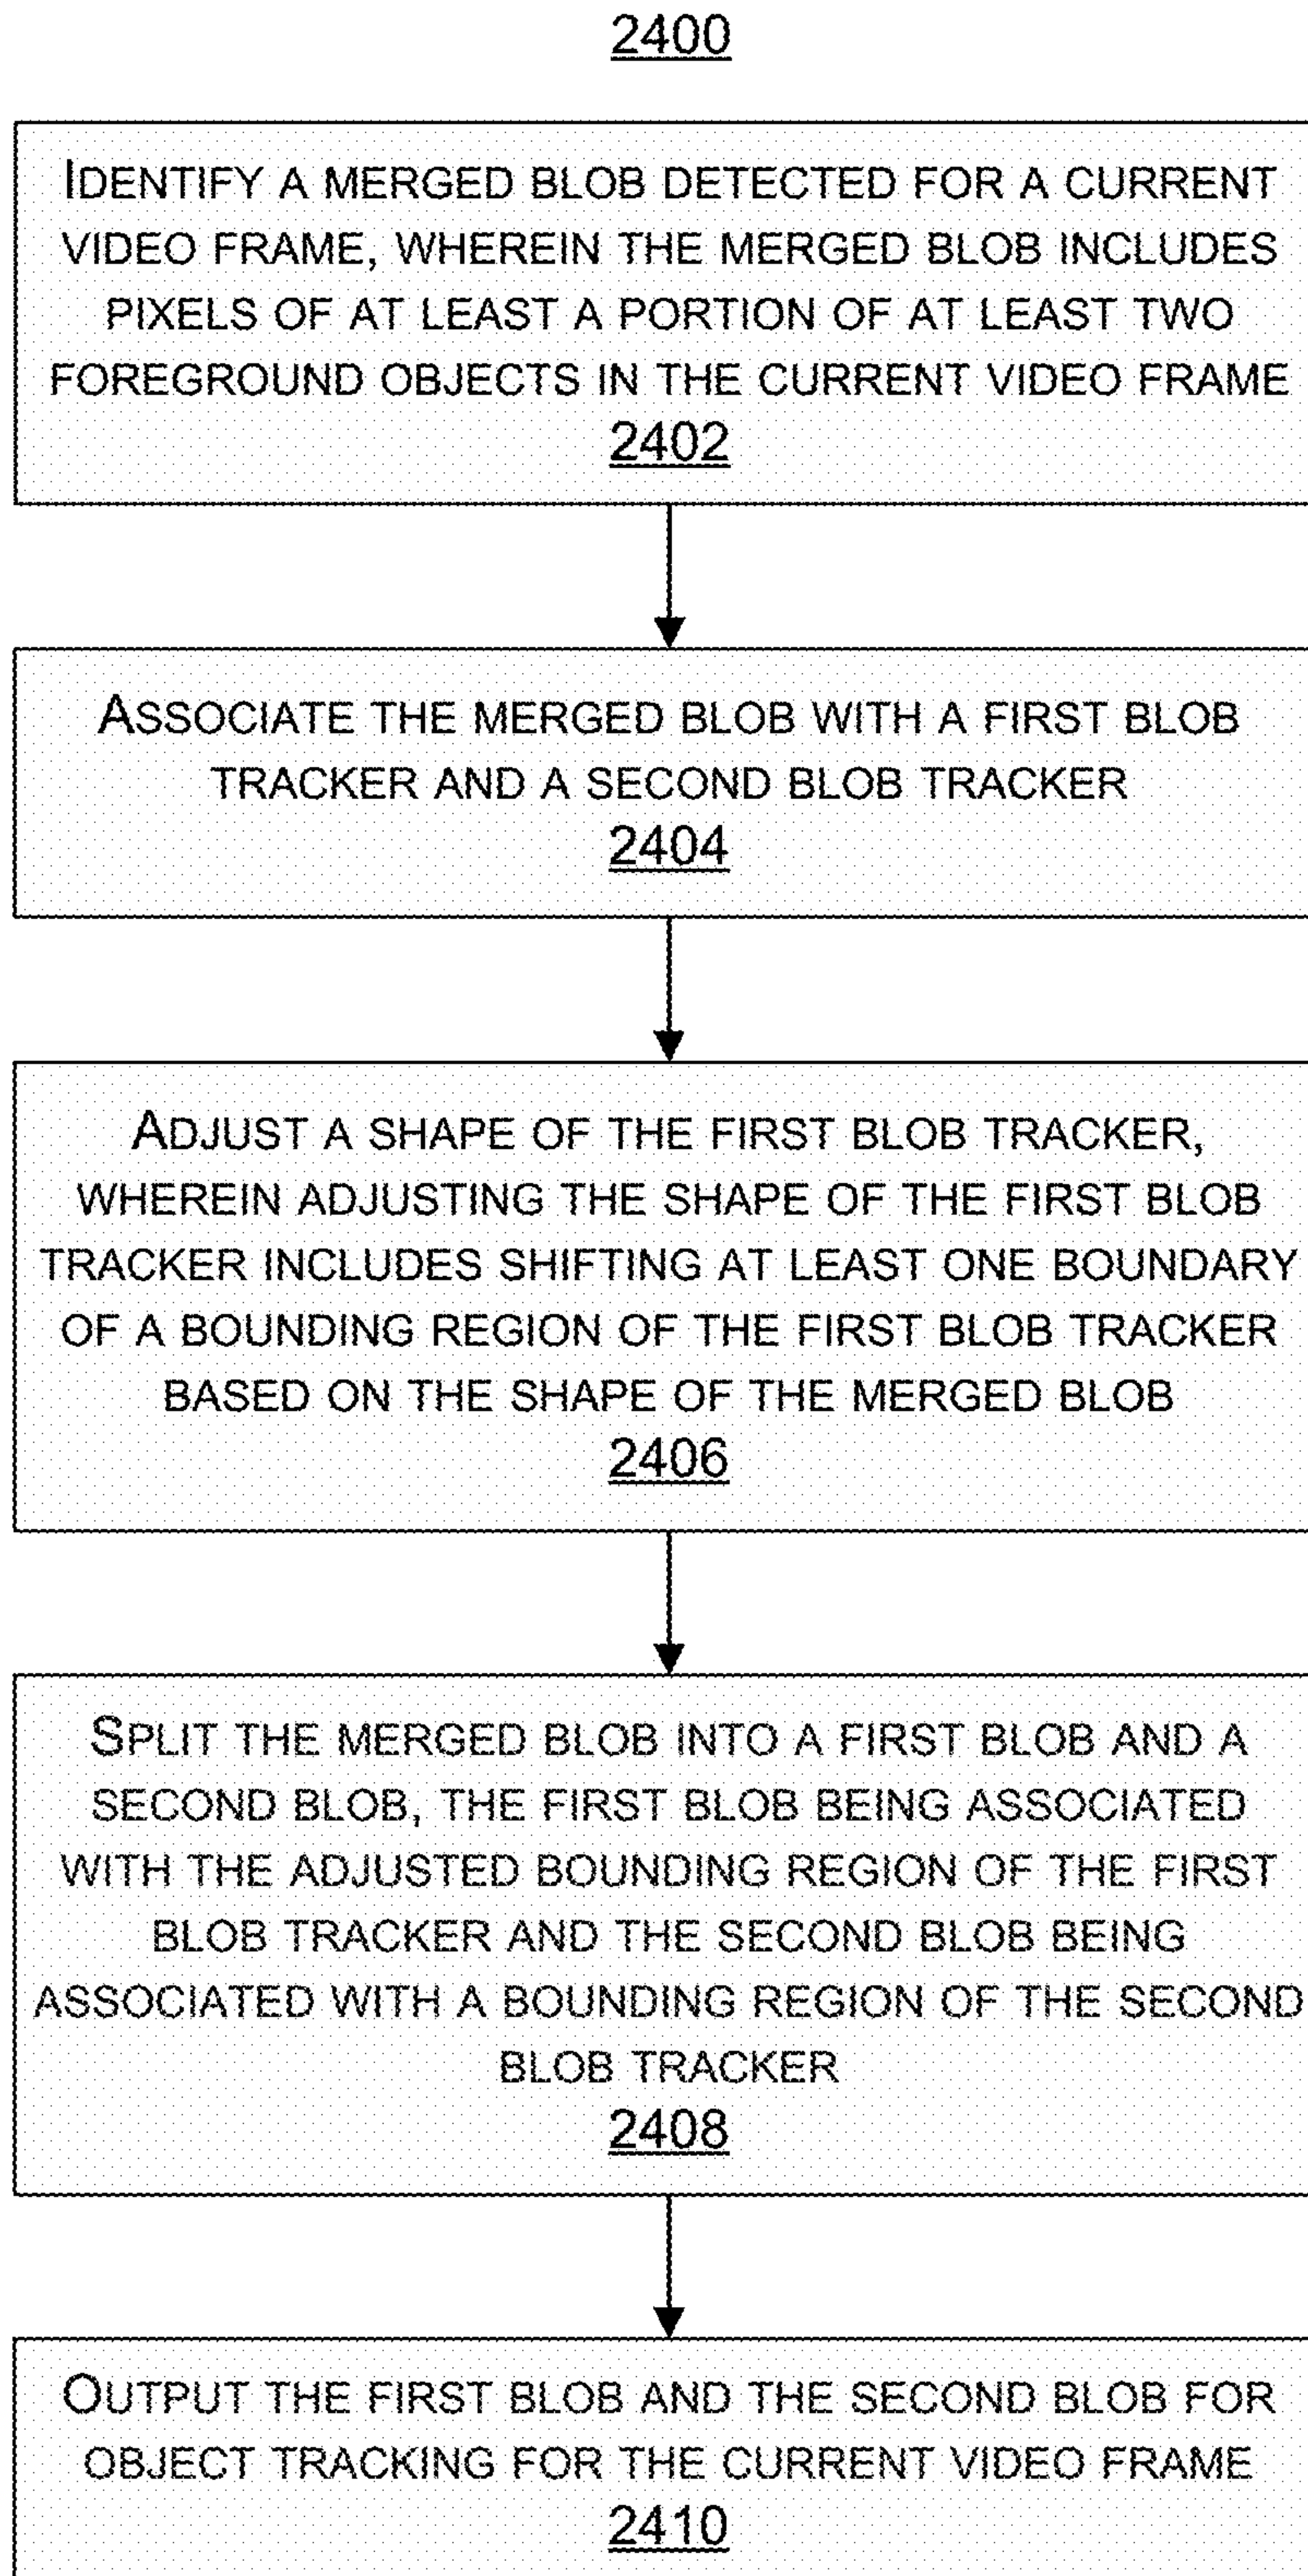 2400
IDENTIFY A MERGED BLOB DETECTED FOR A CURRENT
VIDEO FRAME, WHEREIN THE MERGED BLOB INCLUDES
PIXELS OF AT LEAST A PORTION OF AT LEAST TWO
FOREGROUND OBJECTS IN THE CURRENT VIDEO FRAME
2402
ASSOCIATE THE MERGED BLOB WITH A FIRST BLOB
TRACKER AND A SECOND BLOB TRACKER
2404
ADJUST A SHAPE OF THE FIRST BLOB TRACKER,
WHEREIN ADJUSTING THE SHAPE OF THE FIRST BLOB
TRACKER INCLUDES SHIFTING AT LEAST ONE BOUNDARY
OF A BOUNDING REGION OF THE FIRST BLOB TRACKER
BASED ON THE SHAPE OF THE MERGED BLOB
2406
SPLIT THE MERGED BLOB INTO A FIRST BLOB AND A
SECOND BLOB, THE FIRST BLOB BEING ASSOCIATED
WITH THE ADJUSTED BOUNDING REGION OF THE FIRST
BLOB TRACKER AND THE SECOND BLOB BEING
ASSOCIATED WITH A BOUNDING REGION OF THE SECOND
BLOB TRACKER
2408
OUTPUT THE FIRST BLOB AND THE SECOND BLOB FOR
OBJECT TRACKING FOR THE CURRENT VIDEO FRAME
2410